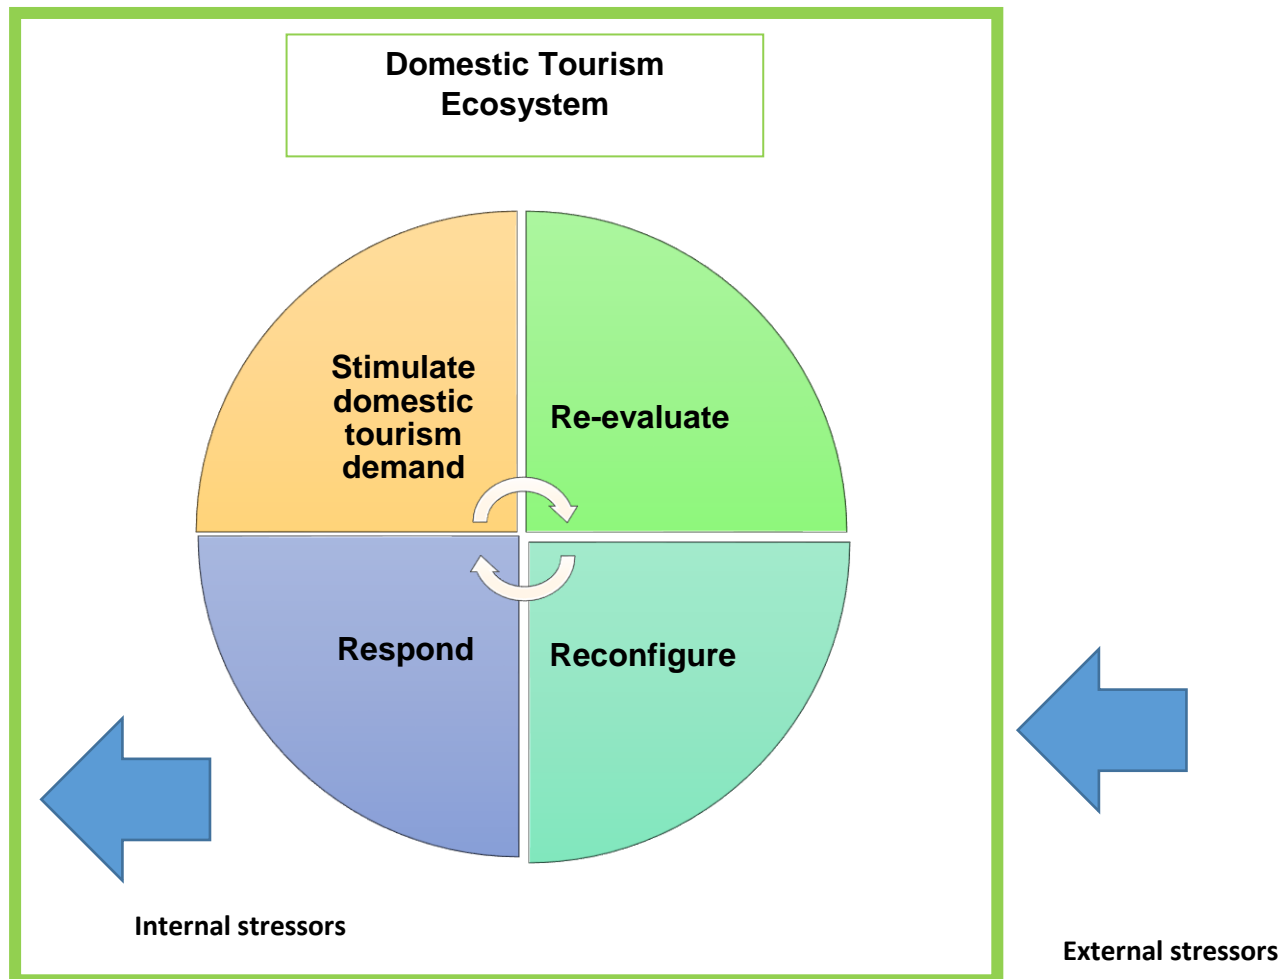 Domestic Tourism
Ecosystem
Stimulate
domestic
tourism
demand
Re-evaluate
Respond
Reconfigure
Internal stressors
External stressors